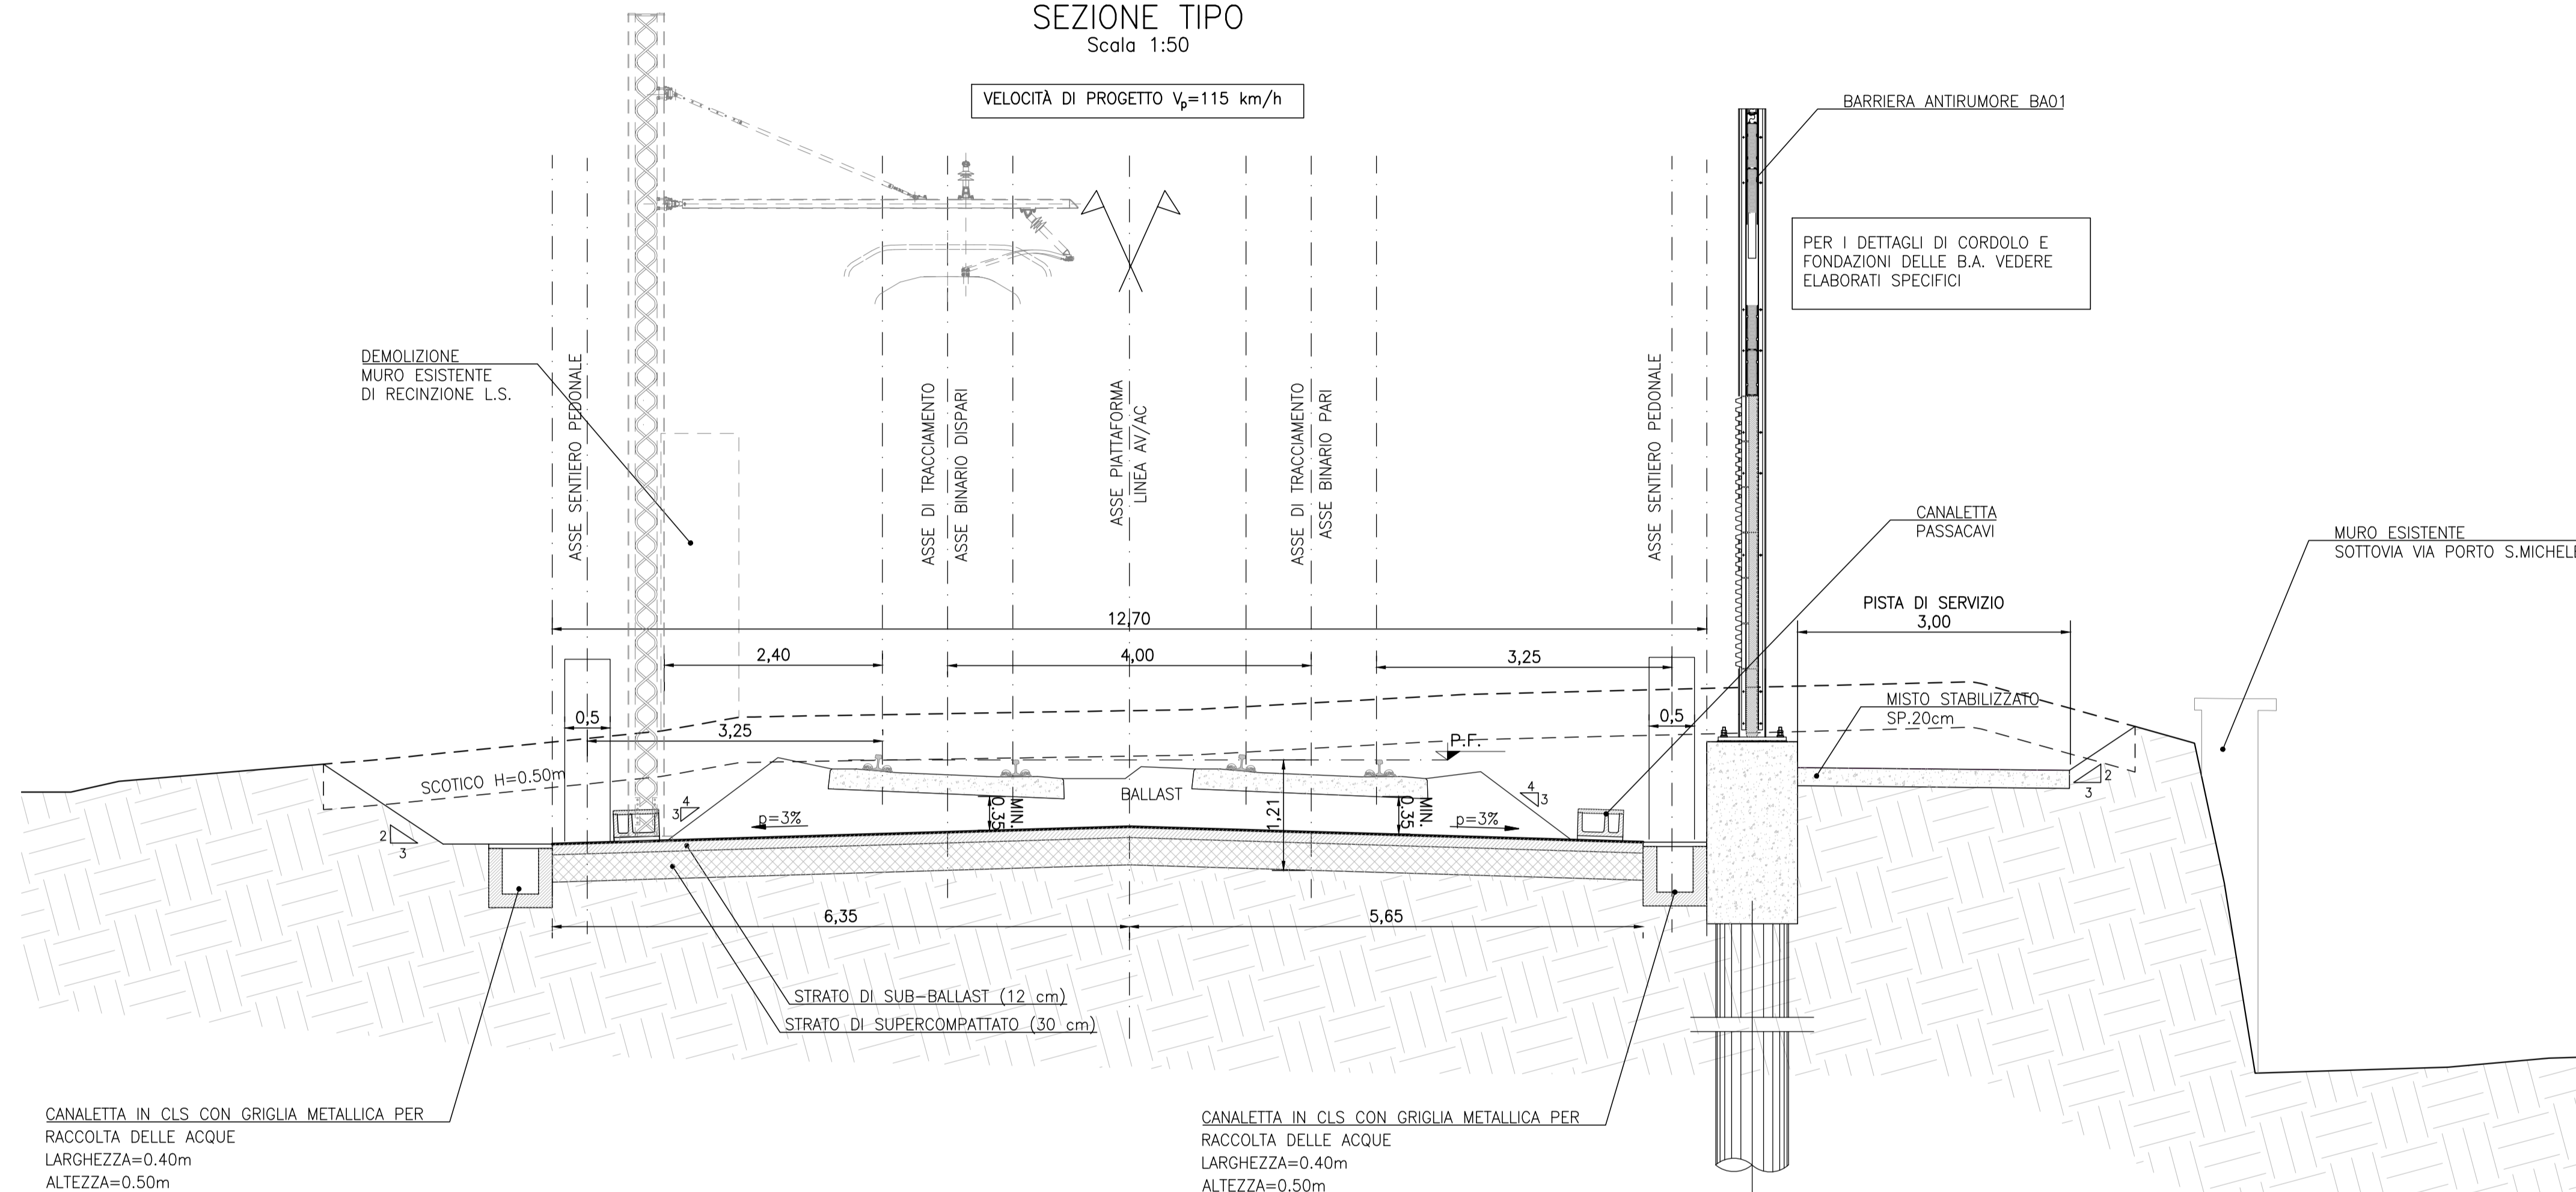 SEZIONE TIPO
Scala 1:50
VELOCITÀ DI PROGETTO Vp=115 km/h
BARRIERA ANTIRUMORE BA01
PER I DETTAGLI DI CORDOLO E
FONDAZIONI DELLE B.A. VEDERE
ELABORATI SPECIFICI
DEMOLIZIONE
MURO ESISTENTE
DI RECINZIONE L.S.
ASSE SENTIERO PEDONALE
ASSE DI TRACCIAMENTO
ASSE BINARIO DISPARI
ASSE PIATTAFORMA
LINEA AV/AC
ASSE DI TRACCIAMENTO
ASSE BINARIO PARI
ASSE SENTIERO PEDONALE
CANALETTA
PASSACAVI
MURO ESISTENTE
SOTTOVIA VIA PORTO S.MICHELE
PISTA DI SERVIZIO
3,00
12,70
2,40
4,00
3,25
0,5
3,25
0,5
MISTO STABILIZZATO
SP.20cm
P.F.
SCOTICO H=0.50m
2
3
3
4
p=3%
0.35
MIN.
BALLAST
1,21
0.35
MIN.
p=3%
4
3
2
3
6,35
5,65
STRATO DI SUB-BALLAST (12 cm)
STRATO DI SUPERCOMPATTATO (30 cm)
CANALETTA IN CLS CON GRIGLIA METALLICA PER
RACCOLTA DELLE ACQUE
LARGHEZZA=0.40m
ALTEZZA=0.50m
CANALETTA IN CLS CON GRIGLIA METALLICA PER
RACCOLTA DELLE ACQUE
LARGHEZZA=0.40m
ALTEZZA=0.50m